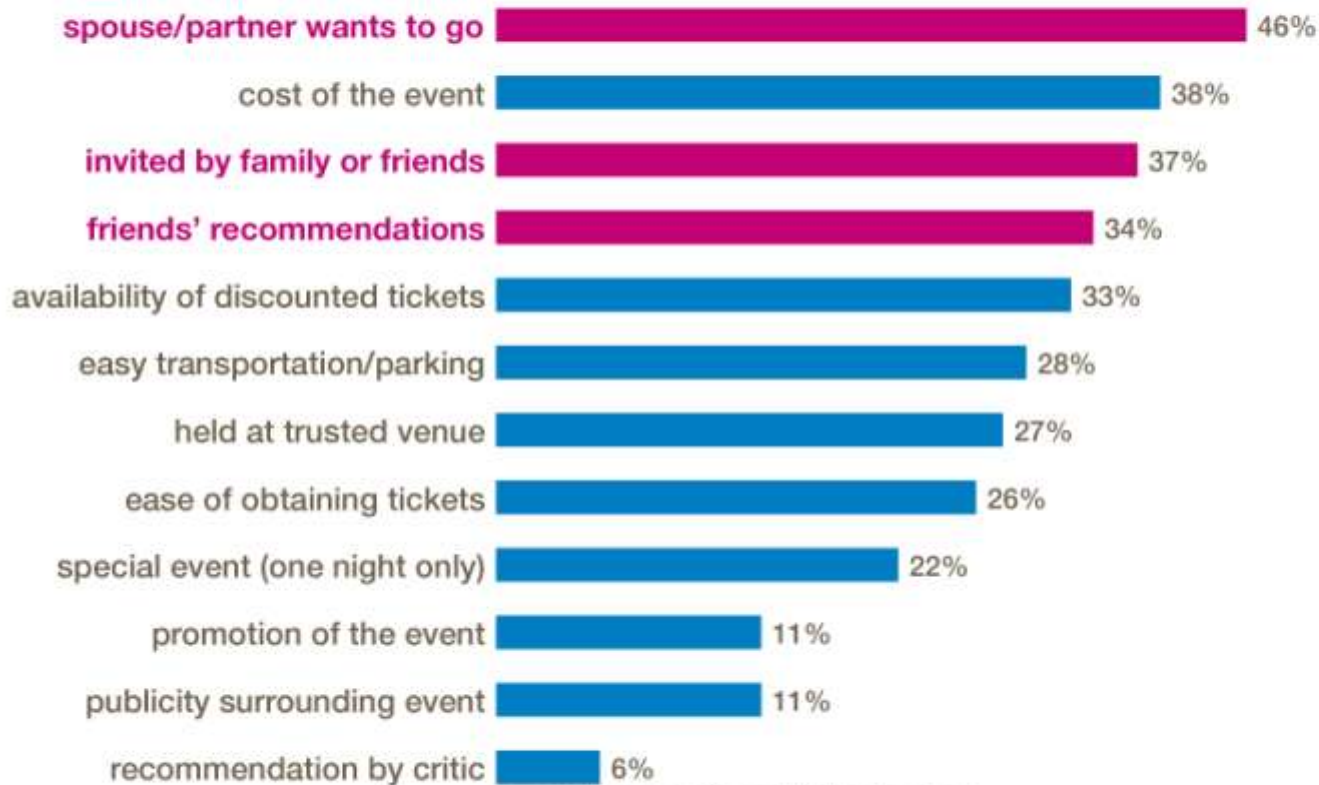 spouse/partner wants to go 46%
cost of the event 38%
invited by family or friends 37%
friends' recommendations 34%
availability of discounted tickets 33%
easy transportation/parking 28%
held at trusted venue 27%
ease of obtaining tickets 26%
special event (one night only) 22%
promotion of the event 11%
publicity surrounding event 11%
recommendation by critic 6%